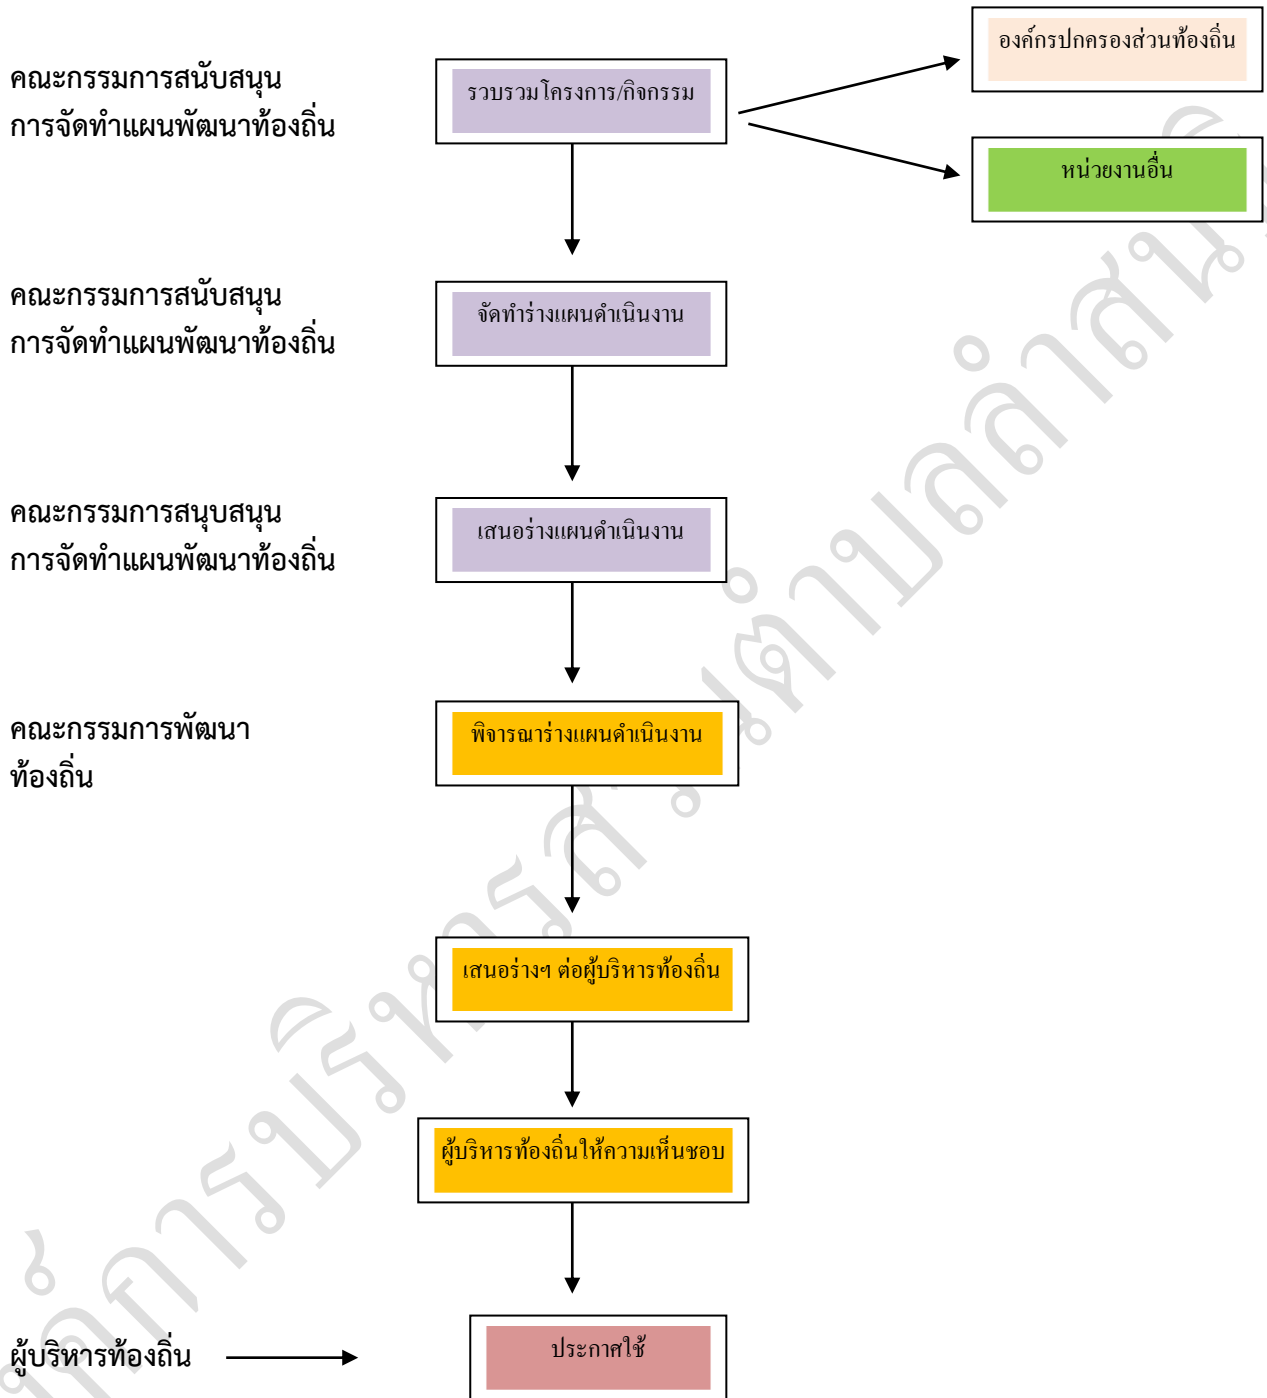 องค์กรปกครองส่วนท้องถิ่น
คณะกรรมการสนับสนุน
การจัดทำแผนพัฒนาท้องถิ่น
รวบรวมโครงการ/กิจกรรม
หน่วยงานอื่น
คณะกรรมการสนับสนุน
การจัดทำแผนพัฒนาท้องถิ่น
จัดทำร่างแผนดำเนินงาน
คณะกรรมการสนุบสนุน
การจัดทำแผนพัฒนาท้องถิ่น
เสนอร่างแผนดำเนินงาน
คณะกรรมการพัฒนา
ท้องถิ่น
พิจารณาร่างแผนดำเนินงาน
เสนอร่างฯ ต่อผู้บริหารท้องถิ่น
ผู้บริหารท้องถิ่นให้ความเห็นชอบ
ผู้บริหารท้องถิ่น
ประกาศใช้